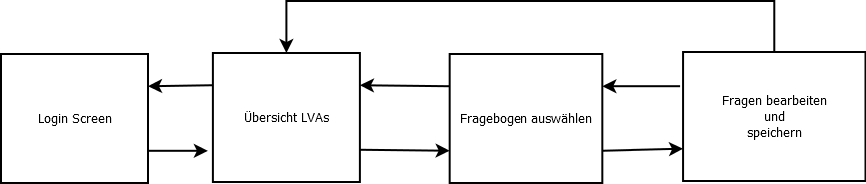 Login Screen
Übersicht LVAs
Fragebogen auswählen
Fragen bearbeiten
und
speichern